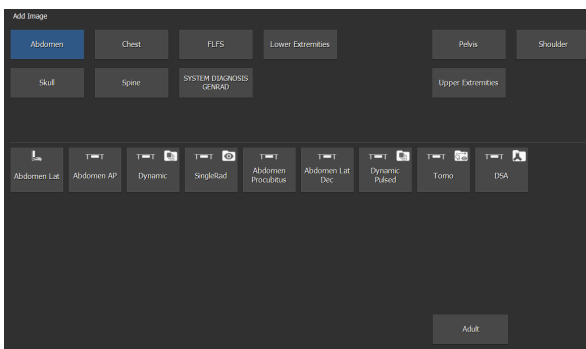 Add Image
Abdomen
Chest
FLFS
Lower Extremities
Pelvis
Shoulder
Skull
Spine
SYSTEM DIAGNOSIS
GENRAD
Upper Extremities
Abdomen Lat
T T
Abdomen AP
T T
Dynamic
T T
SingleRad
T T
Abdomen
Procubitus
T T
Abdomen Lat
Dec
T T
Dynamic
Pulsed
T T
Tomo
T T
DSA
Adult